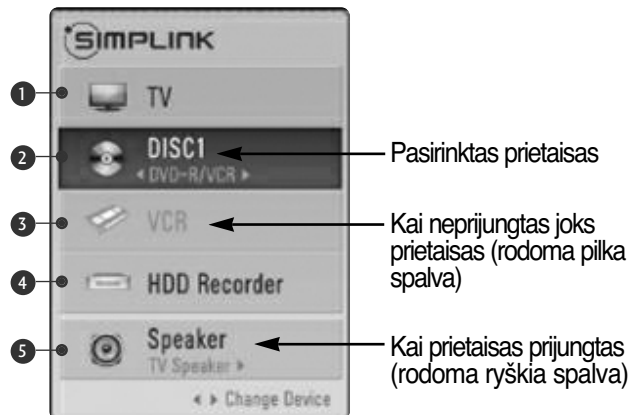 SIMPLINK
1 TV
2 DISC1
◄ DVD-R/VCR ►
Pasirinktas prietaisas
3 VCR
Kai neprijungtas joks
prietaisas (rodoma pilka
spalva)
4 HDD Recorder
5 Speaker
TV Speaker ►
Kai prietaisas prijungtas
(rodoma ryškia spalva)
◄ ► Change Device